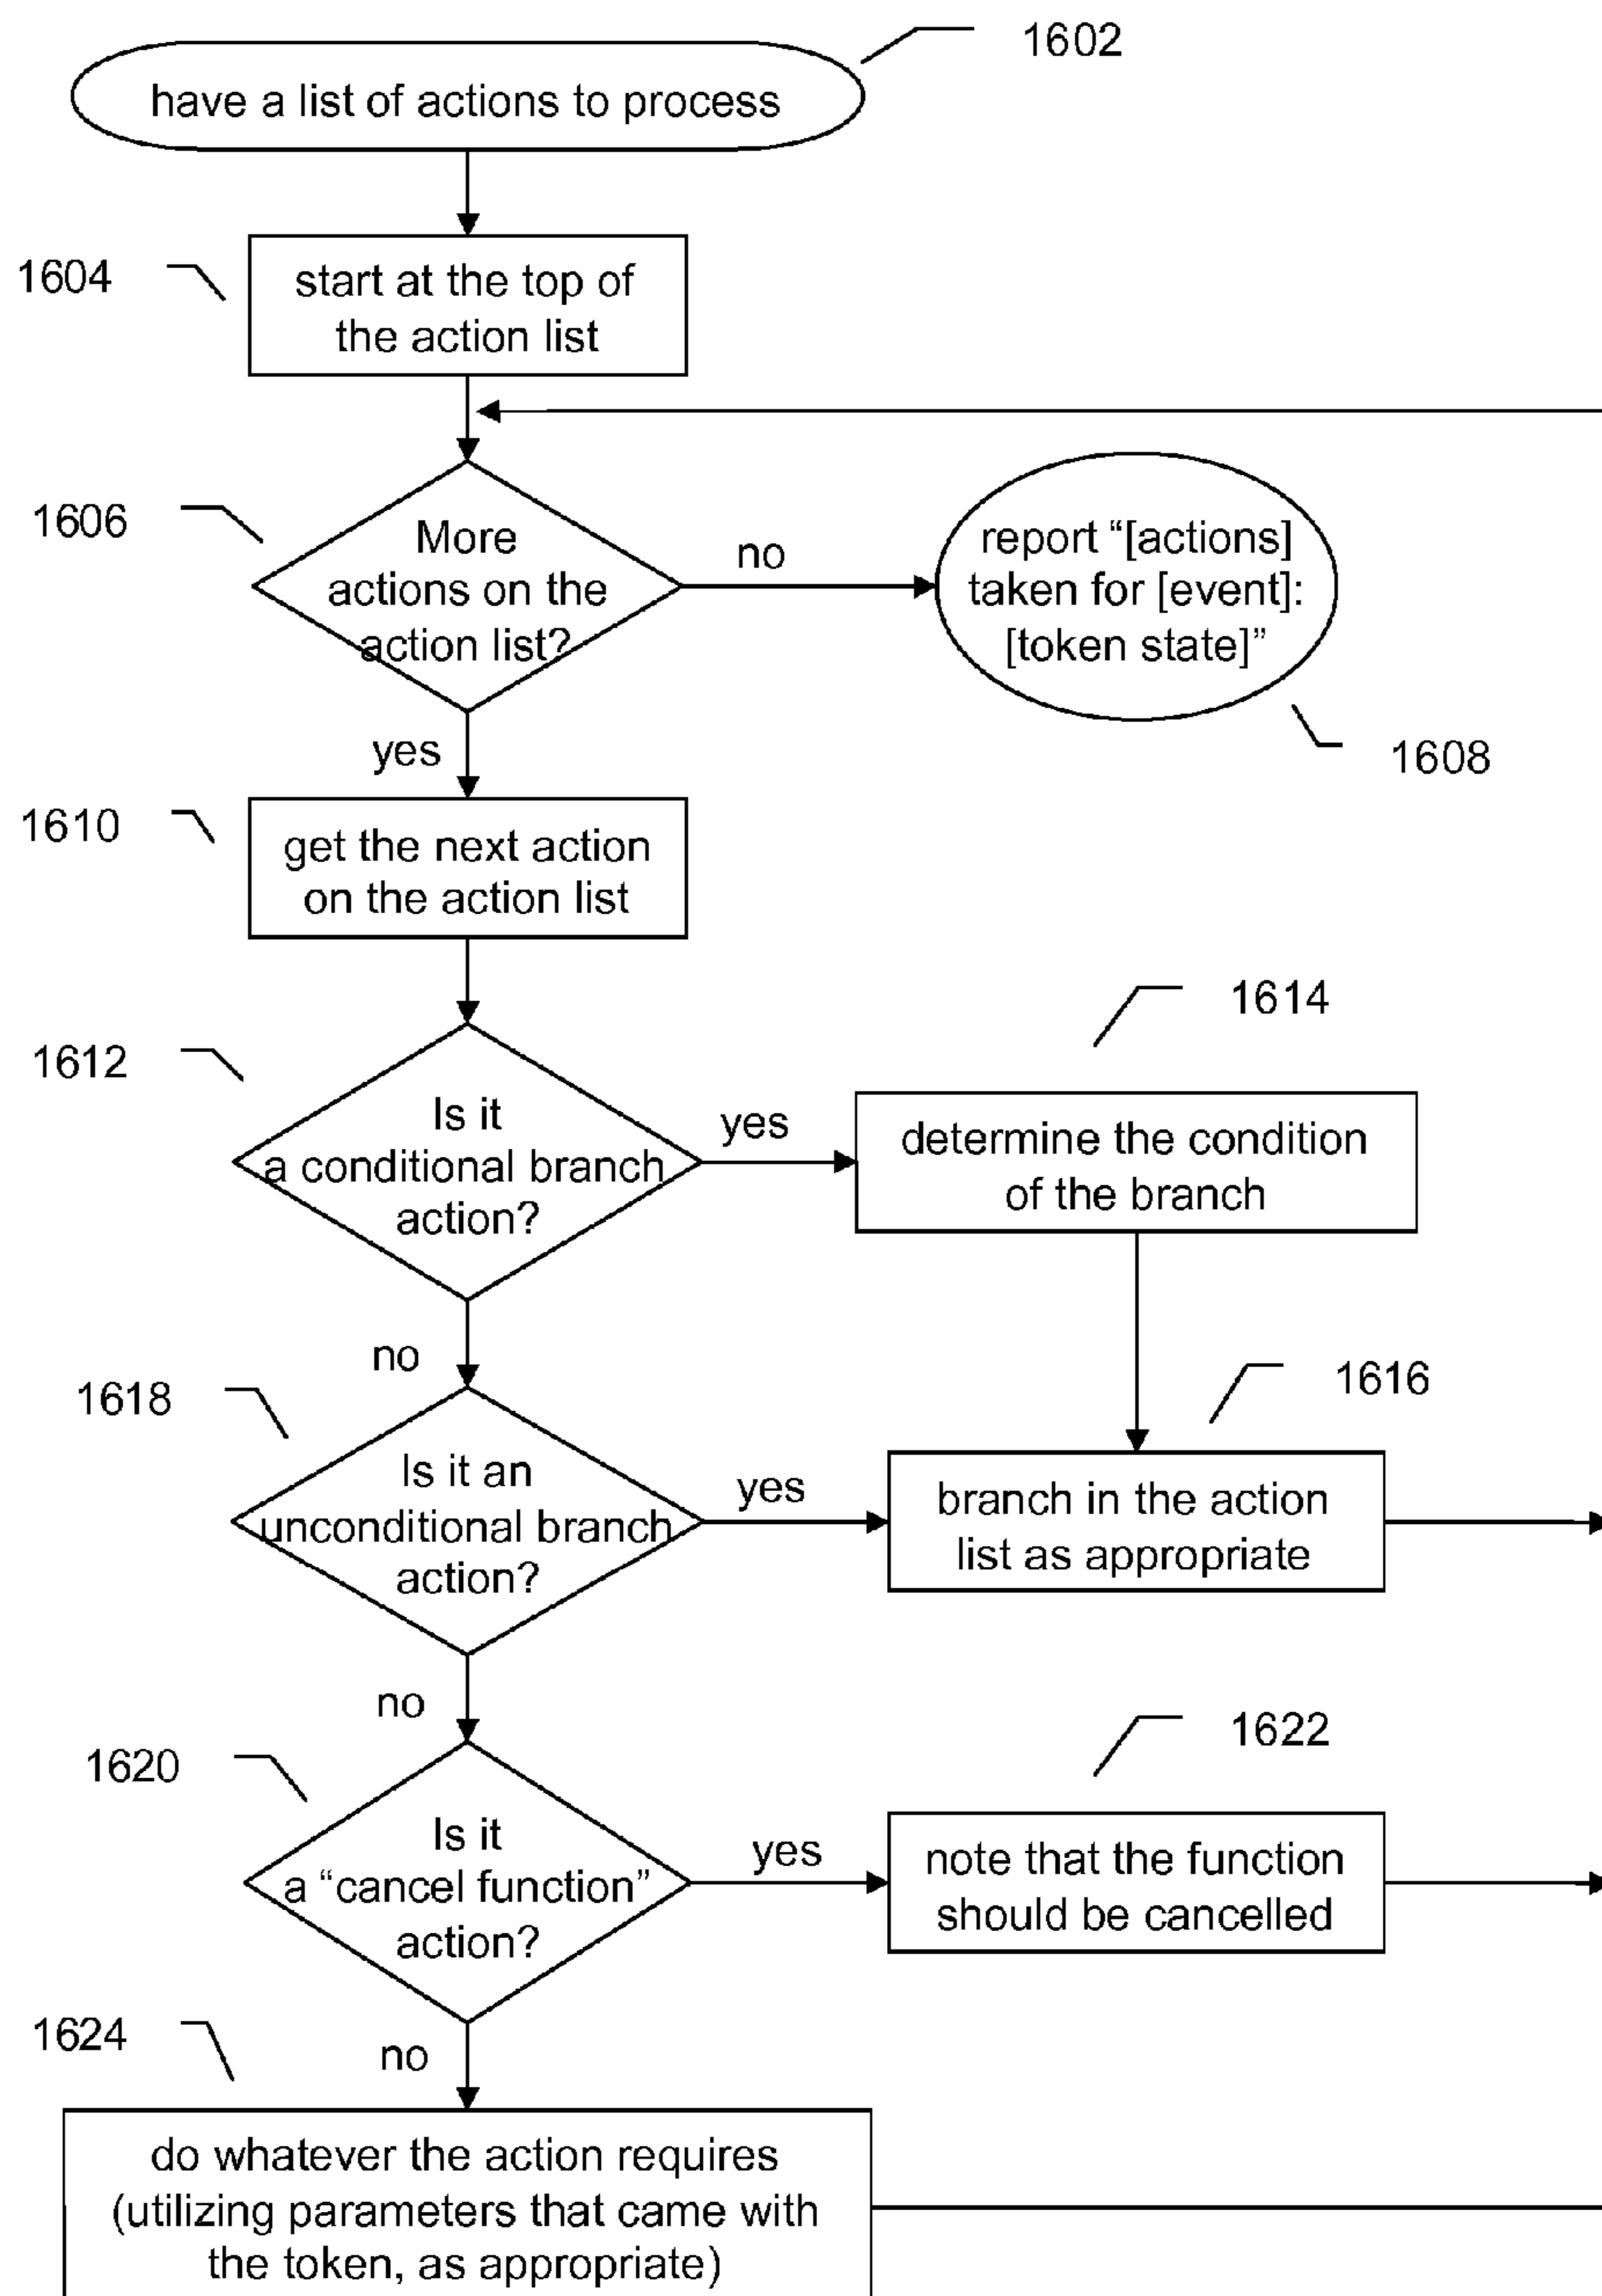 1602
have a list of actions to process
1604
start at the top of
the action list
1606
More
actions on the
action list?
no
report “[actions]
taken for [event]:
[token state]”
1608
yes
1610
get the next action
on the action list
1614
1612
Is it
a conditional branch
action?
yes
determine the condition
of the branch
no
1616
1618
Is it an
unconditional branch
action?
yes
branch in the action
list as appropriate
no
1622
1620
Is it
a “cancel function”
action?
yes
note that the function
should be cancelled
1624
no
do whatever the action requires
(utilizing parameters that came with
the token, as appropriate)